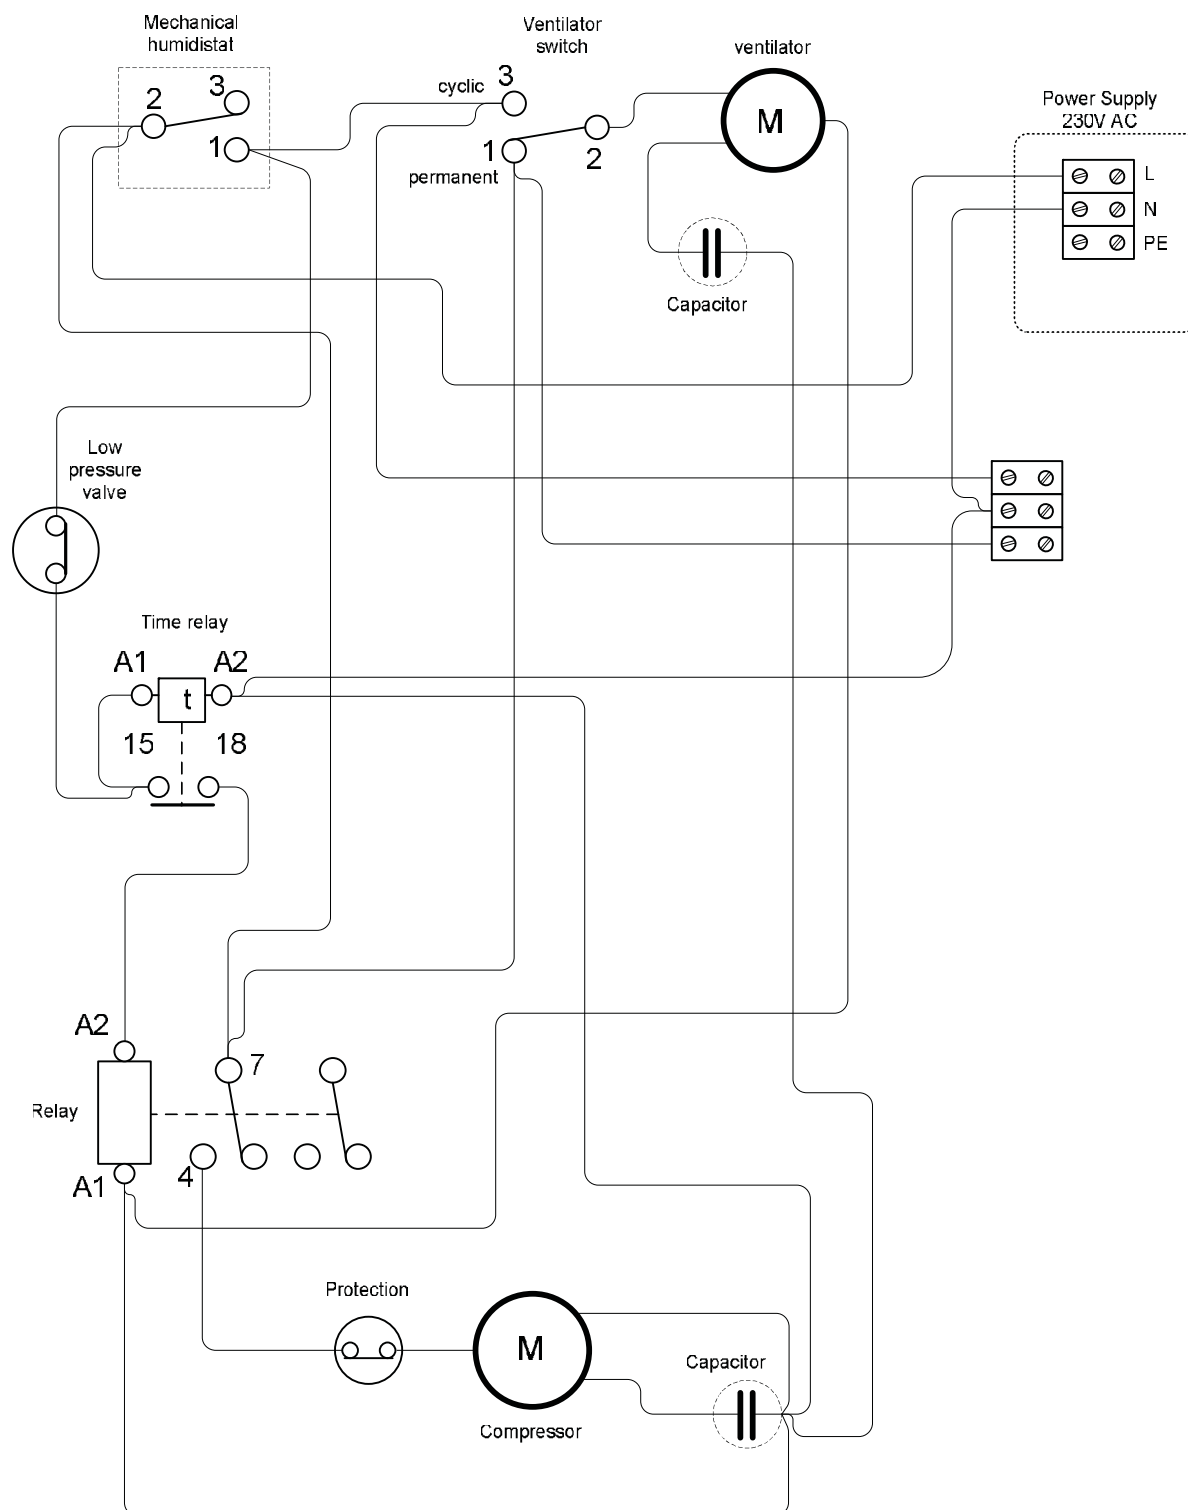 Mechanical
humidistat
Ventilator
switch
ventilator
Power Supply
230V AC
3
2
1
cyclic
3
1
2
permanent
M
L
N
PE
Capacitor
Low
pressure
valve
Time relay
A1
A2
t
15
18
A2
7
Relay
4
A1
Protection
M
Capacitor
Compressor